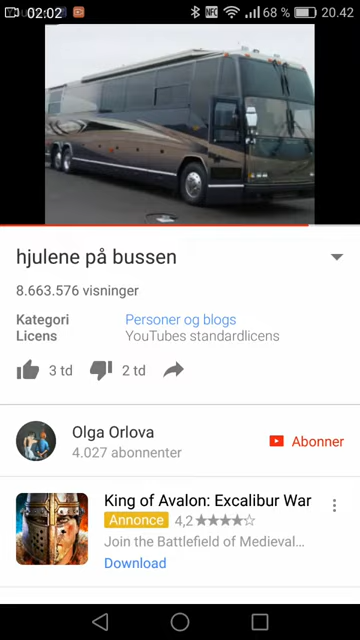 02:02
68 %
20.42
hjulene på bussen
8.663.576 visninger
Kategori Personer og blogs
Licens YouTubes standardlicens
3 td 2 td
Olga Orlova
4.027 abonnenter
Abonner
King of Avalon: Excalibur War
Annonce 4,2
Join the Battlefield of Medieval...
Download